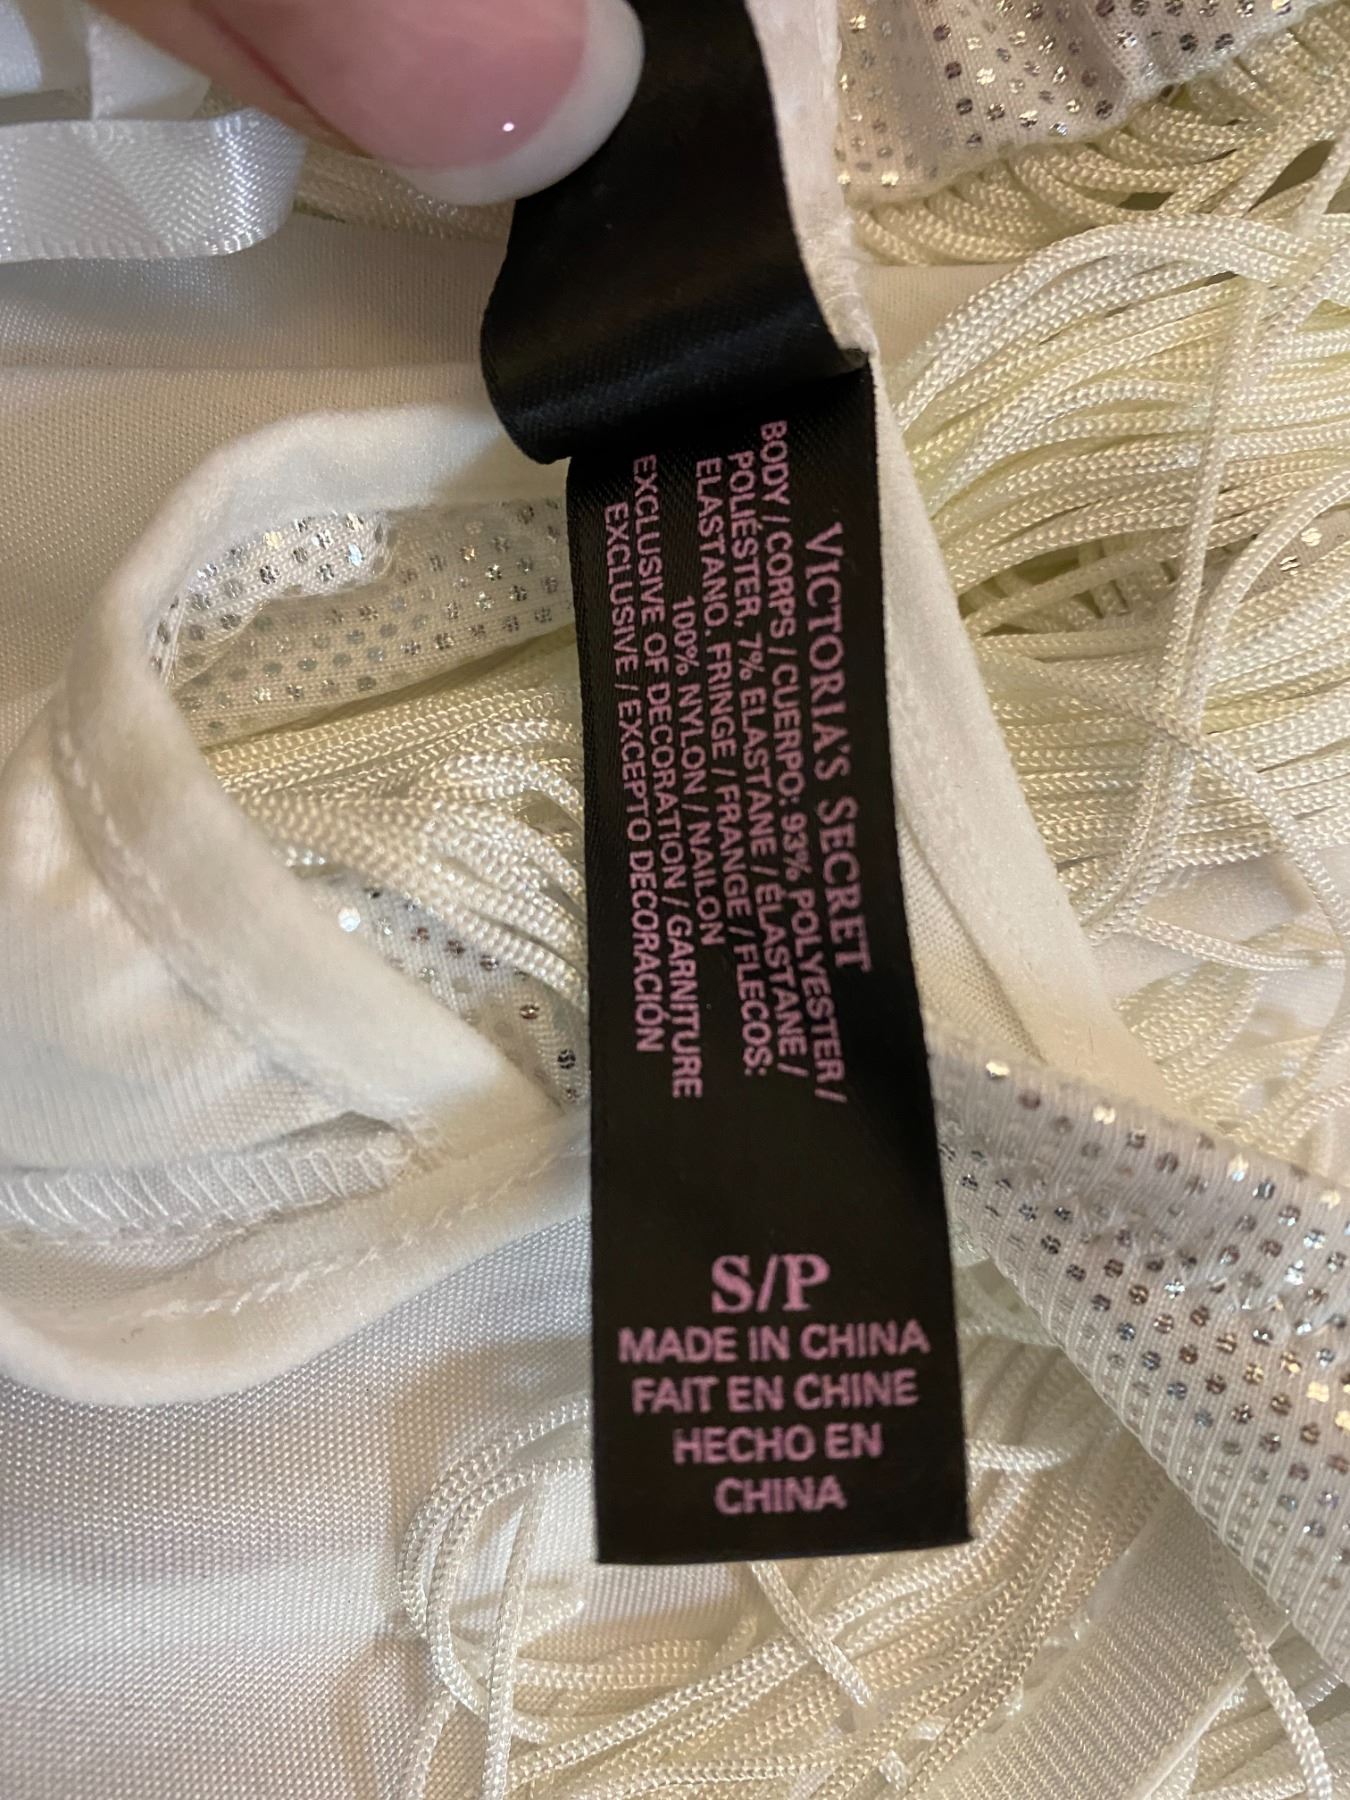 VICTORIA'S SECRET
BODY / CORPS / CUERPO: 93% POLYESTER /
POLIÉSTER, 7% ELASTANE / ÉLASTANE /
ELASTANO. FRINGE / FRANGE / FLECOS:
100% NYLON / NAILON
EXCLUSIVE OF DECORATION / GARNITURE
EXCLUSIVE / EXCEPTO DECORACIÓN
S/P
MADE IN CHINA
FAIT EN CHINE
HECHO EN
CHINA